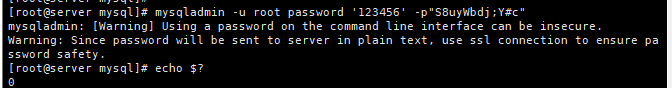 [root@server mysql]# mysqladmin -u root password '123456' -p"S8uyWbdj;Y#c"
mysqladmin: [Warning] Using a password on the command line interface can be insecure.
Warning: Since password will be sent to server in plain text, use ssl connection to ensure pa
ssword safety.
[root@server mysql]# echo $?
0